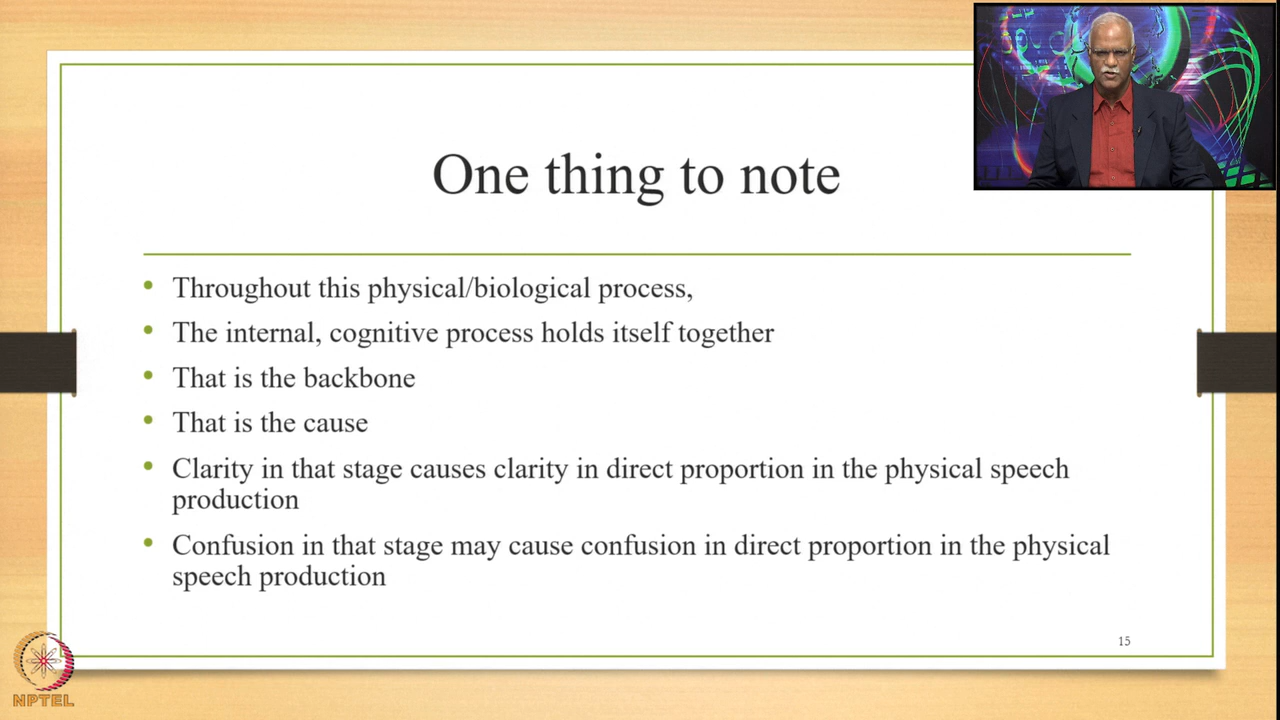 One thing to note
• Throughout this physical/biological process,
• The internal, cognitive process holds itself together
• That is the backbone
• That is the cause
• Clarity in that stage causes clarity in direct proportion in the physical speech
production
• Confusion in that stage may cause confusion in direct proportion in the physical
speech production
15
NPTEL